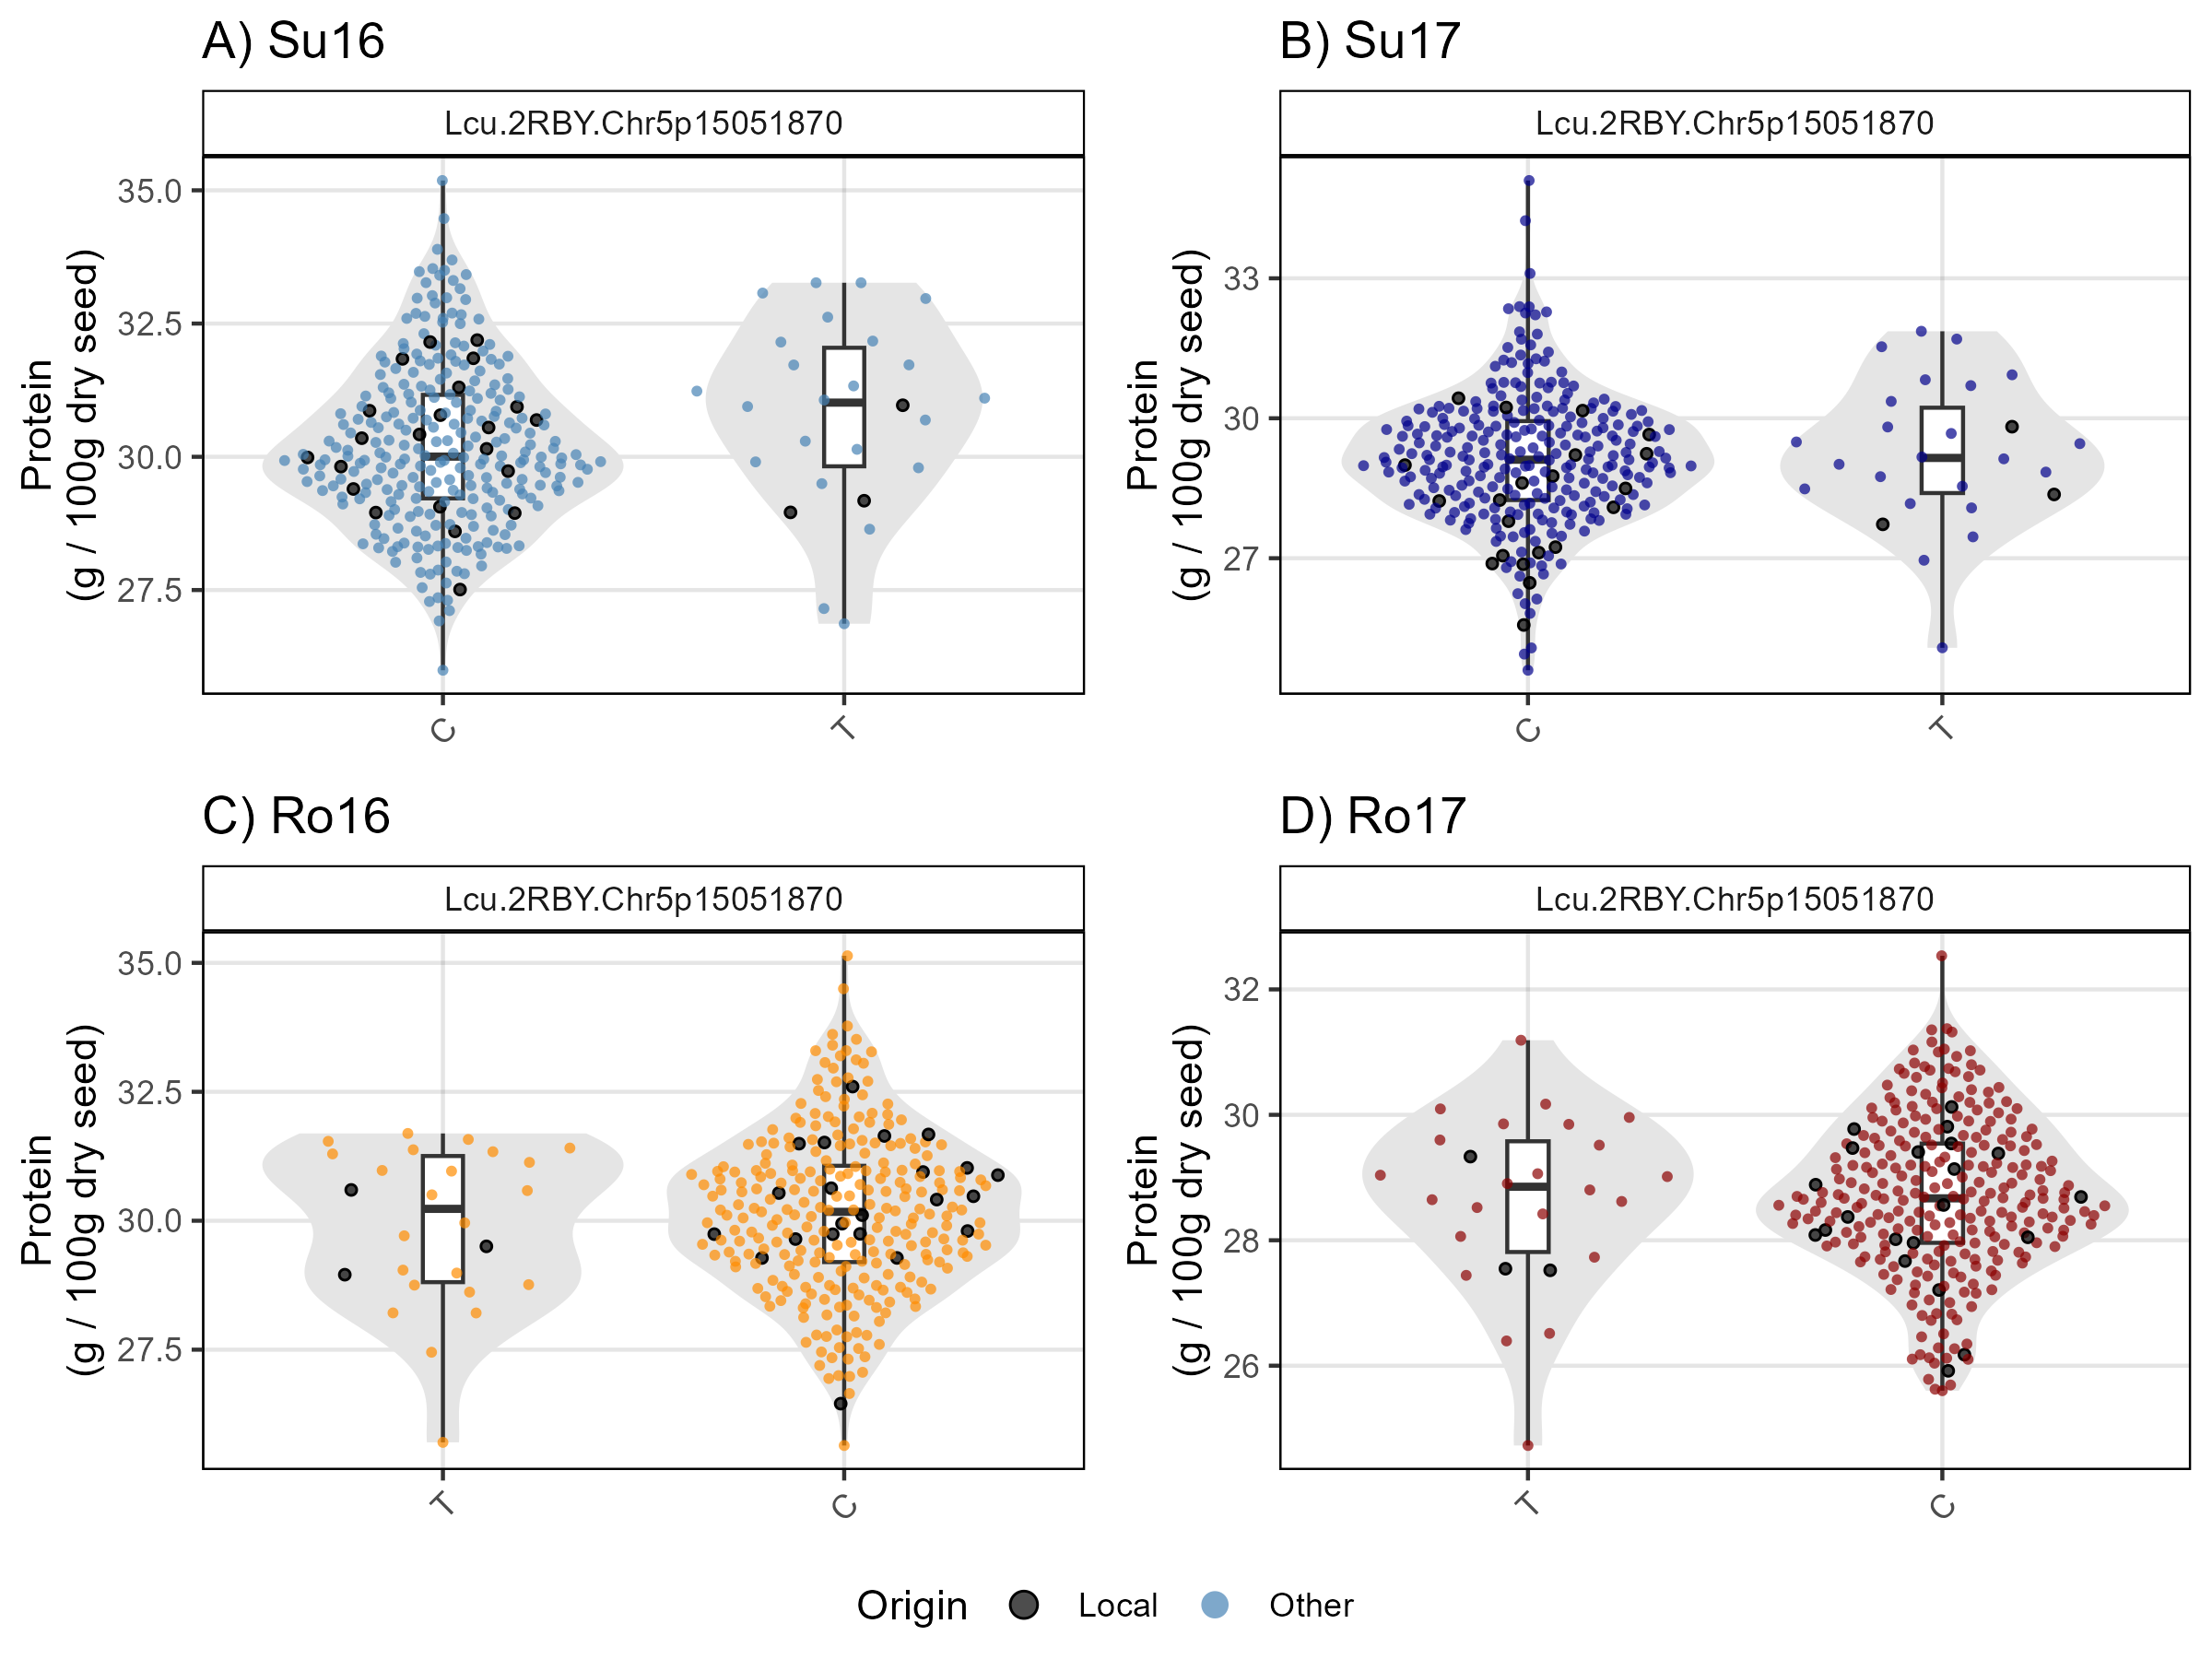 A) Su16
Lcu.2RBY.Chr5p15051870
Protein
(g / 100g dry seed)
35.0
32.5
30.0
27.5
C
T
B) Su17
Lcu.2RBY.Chr5p15051870
Protein
(g / 100g dry seed)
33
30
27
C
T
C) Ro16
Lcu.2RBY.Chr5p15051870
Protein
(g / 100g dry seed)
35.0
32.5
30.0
27.5
T
C
D) Ro17
Lcu.2RBY.Chr5p15051870
Protein
(g / 100g dry seed)
32
30
28
26
T
C
Origin Local Other